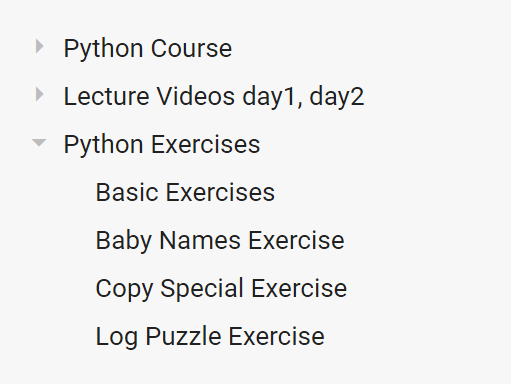 Python Course
Lecture Videos day1, day2
Python Exercises
Basic Exercises
Baby Names Exercise
Copy Special Exercise
Log Puzzle Exercise